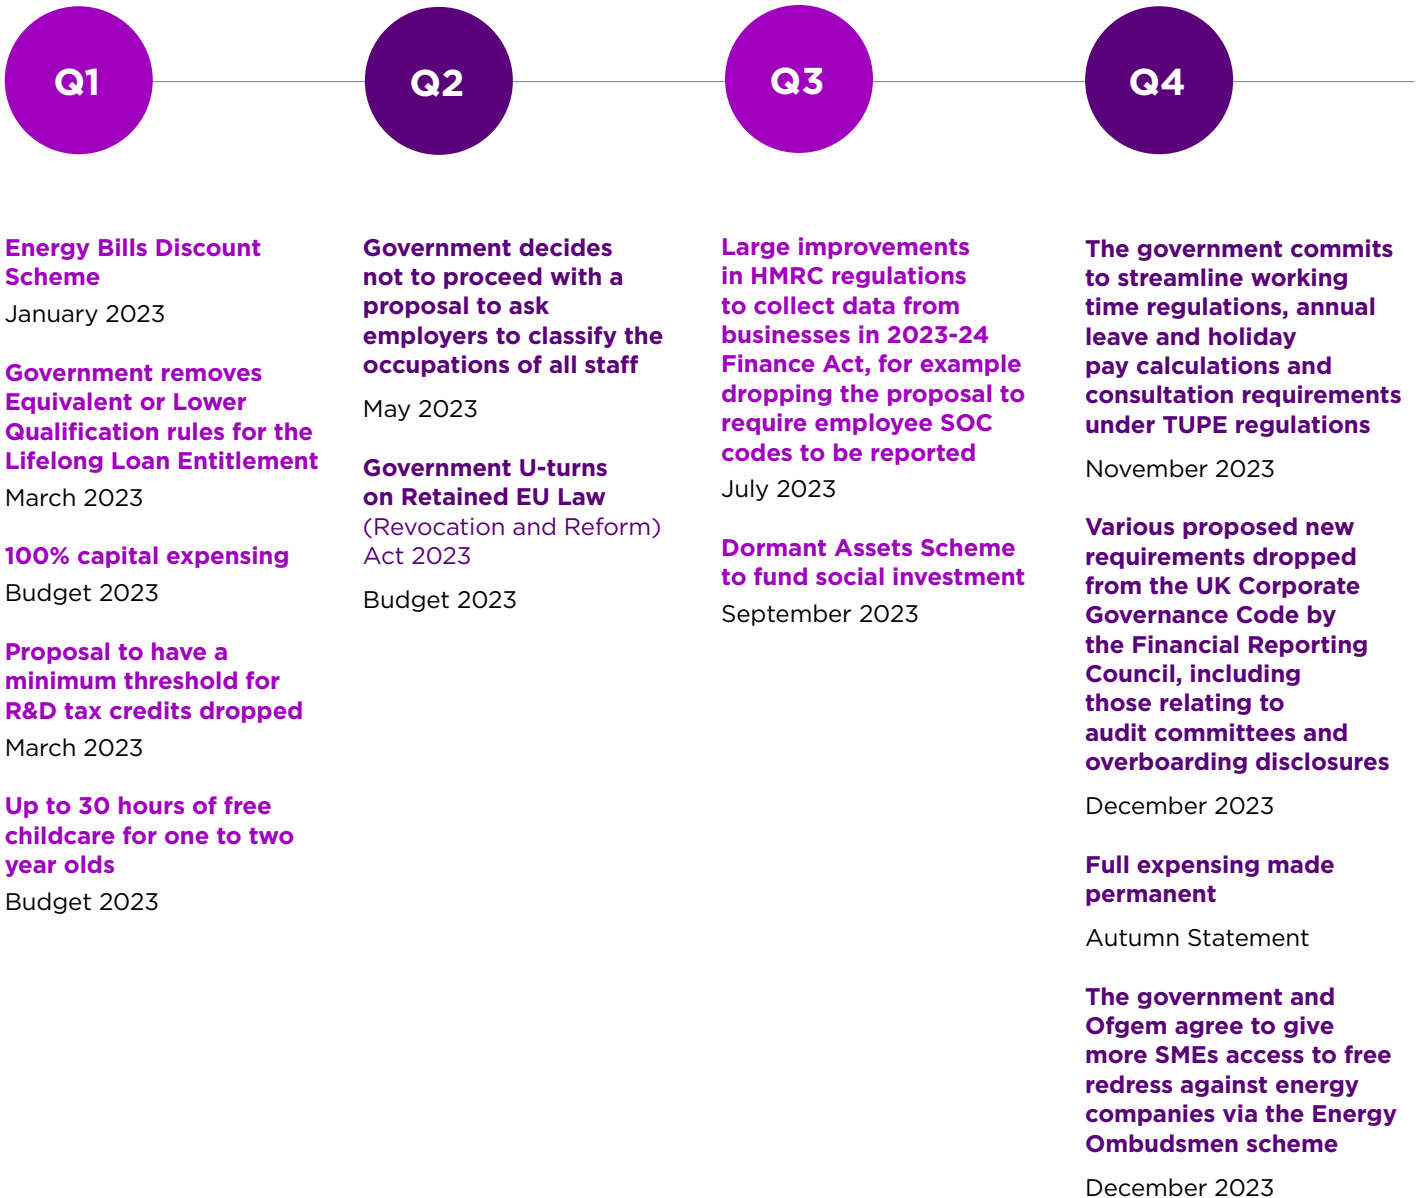 Q1
Energy Bills Discount
Scheme
January 2023
Government removes
Equivalent or Lower
Qualification rules for the
Lifelong Loan Entitlement
March 2023
100% capital expensing
Budget 2023
Proposal to have a
minimum threshold for
R&D tax credits dropped
March 2023
Up to 30 hours of free
childcare for one to two
year olds
Budget 2023
Q2
Government decides
not to proceed with a
proposal to ask
employers to classify the
occupations of all staff
May 2023
Government U-turns
on Retained EU Law
(Revocation and Reform)
Act 2023
Budget 2023
Q3
Large improvements
in HMRC regulations
to collect data from
businesses in 2023-24
Finance Act, for example
dropping the proposal to
require employee SOC
codes to be reported
July 2023
Dormant Assets Scheme
to fund social investment
September 2023
Q4
The government commits
to streamline working
time regulations, annual
leave and holiday
pay calculations and
consultation requirements
under TUPE regulations
November 2023
Various proposed new
requirements dropped
from the UK Corporate
Governance Code by
the Financial Reporting
Council, including
those relating to
audit committees and
overboarding disclosures
December 2023
Full expensing made
permanent
Autumn Statement
The government and
Ofgem agree to give
more SMEs access to free
redress against energy
companies via the Energy
Ombudsmen scheme
December 2023